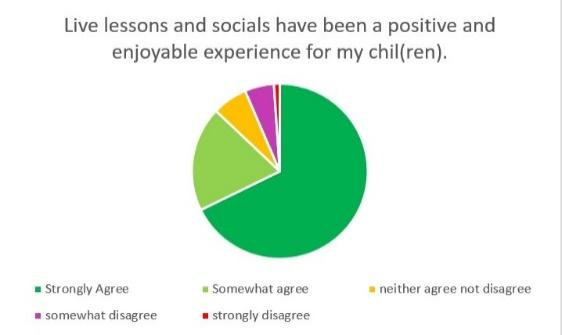 Live lessons and socials have been a positive and
enjoyable experience for my chil(ren).
Strongly Agree
Somewhat agree
neither agree not disagree
somewhat disagree
strongly disagree